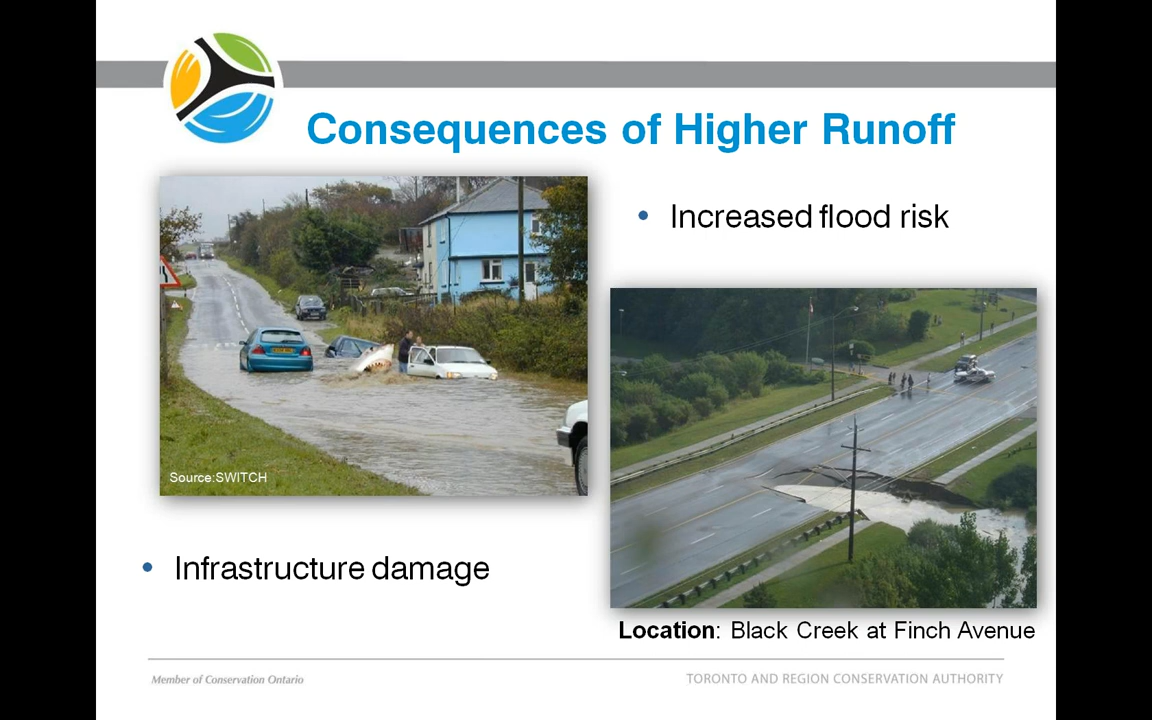 Consequences of Higher Runoff
• Increased flood risk
Source:SWITCH
• Infrastructure damage
Location: Black Creek at Finch Avenue
Member of Conservation Ontario
TORONTO AND REGION CONSERVATION AUTHORITY